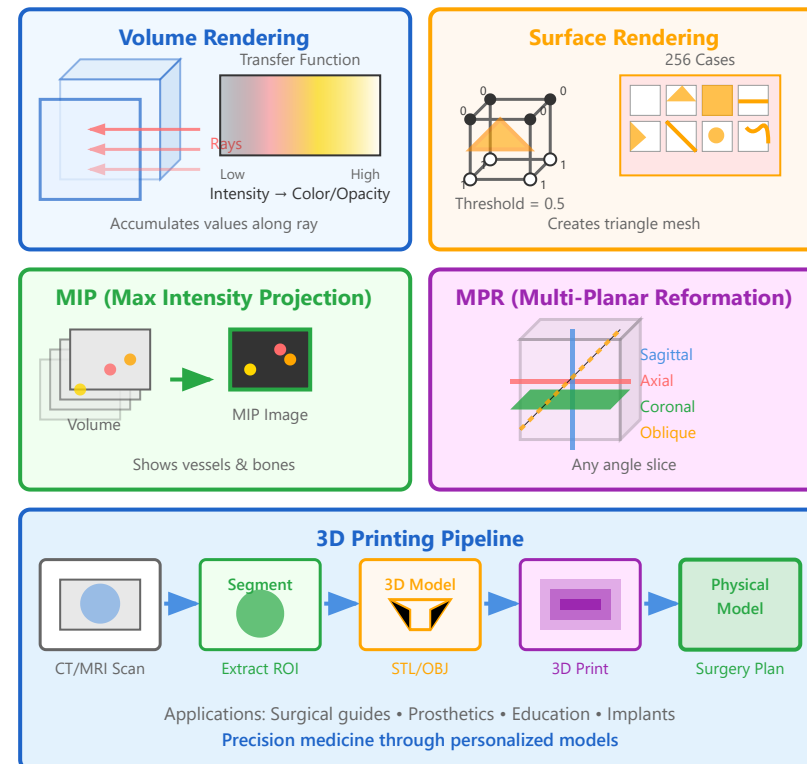 Volume Rendering
Transfer Function
Rays
Low
High
Intensity → Color/Opacity
Accumulates values along ray
Surface Rendering
256 Cases
0
0
0
0
1
1
1
1
Threshold = 0.5
Creates triangle mesh
MIP (Max Intensity Projection)
Volume
MIP Image
Shows vessels & bones
MPR (Multi-Planar Reformation)
Sagittal
Axial
Coronal
Oblique
Any angle slice
3D Printing Pipeline
Segment
3D Model
Physical
Model
CT/MRI Scan
Extract ROI
STL/OBJ
3D Print
Surgery Plan
Applications: Surgical guides • Prosthetics • Education • Implants
Precision medicine through personalized models